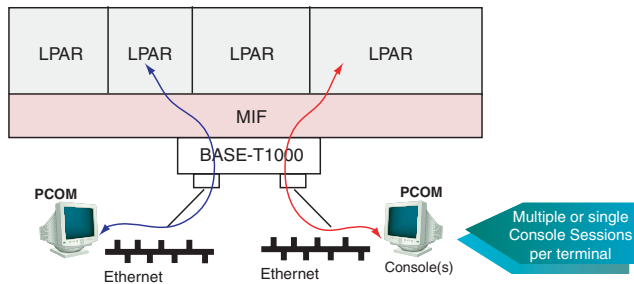 LPAR
LPAR
LPAR
LPAR
MIF
BASE-T1000
PCOM
PCOM
Multiple or single
Console Sessions
per terminal
Ethernet
Ethernet
Console(s)